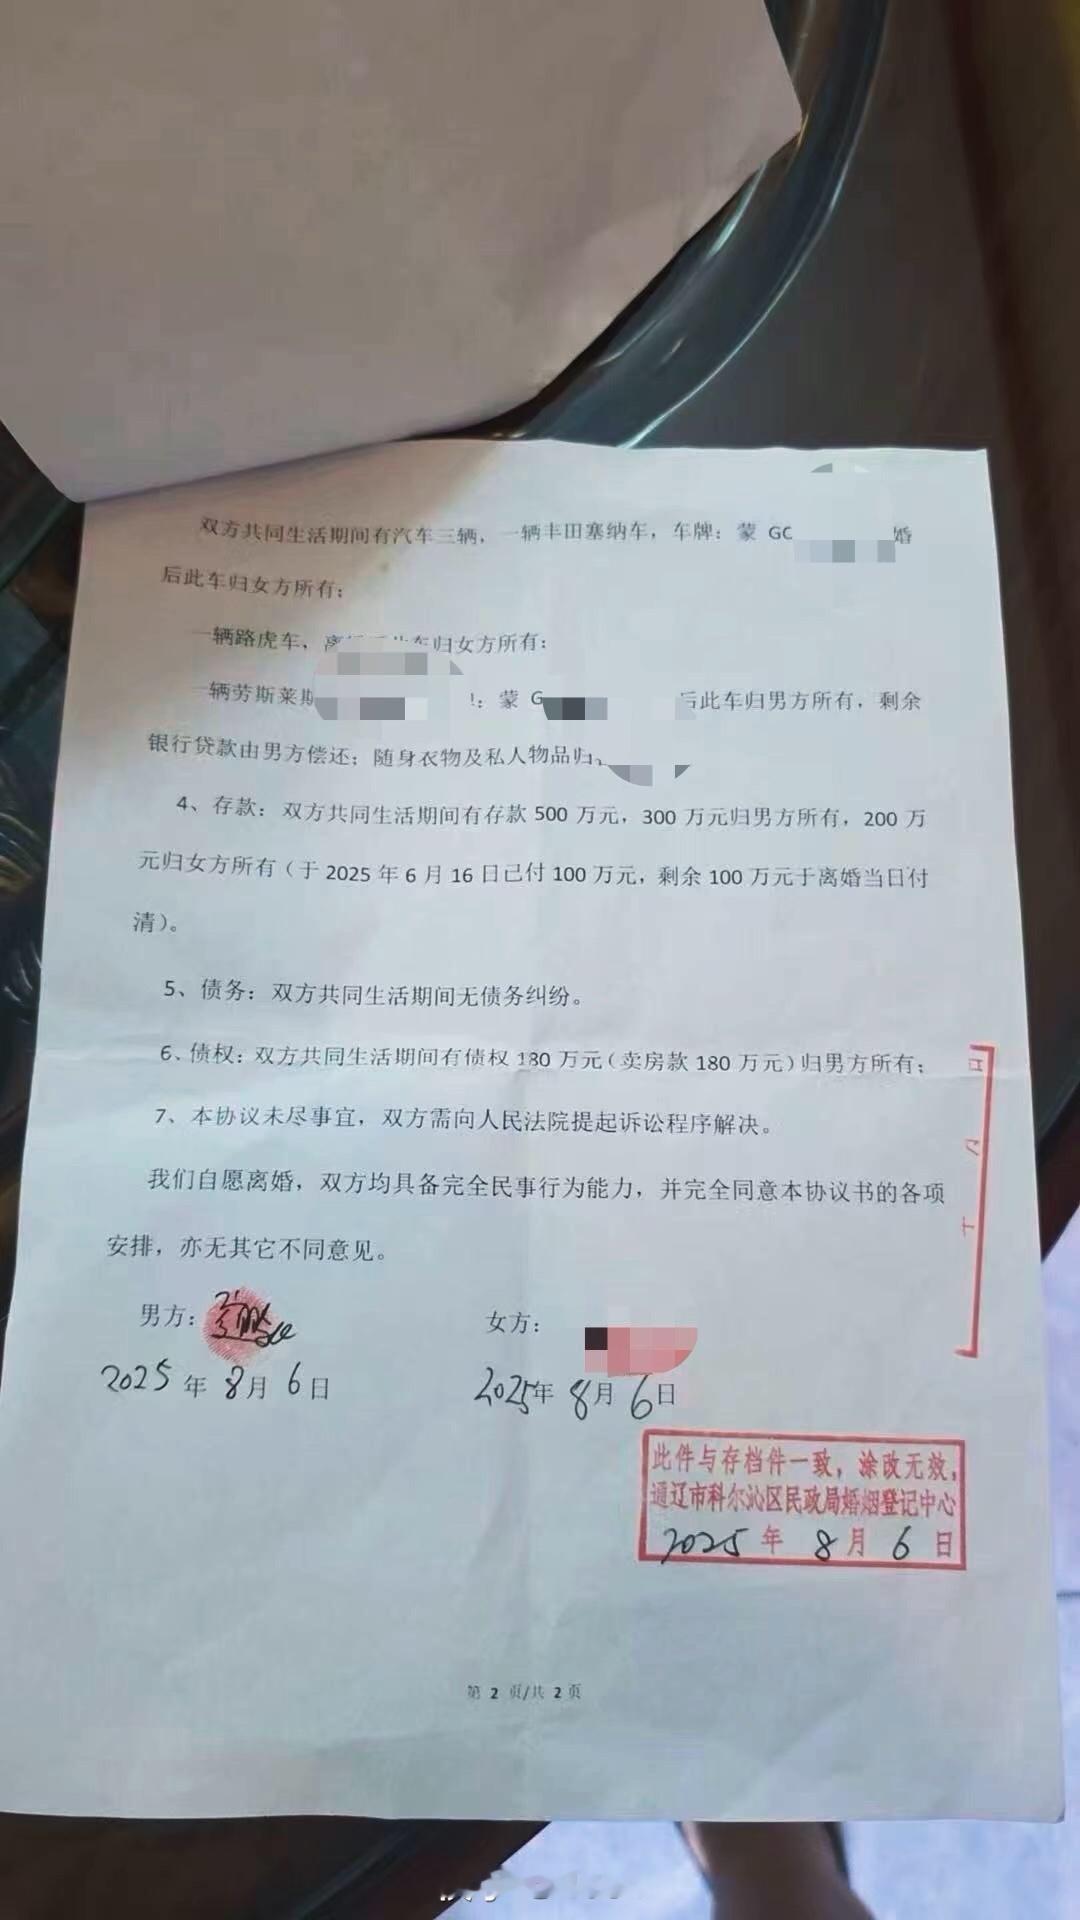 双方共同生活期间有汽车三辆，一辆丰田塞纳车，车牌：蒙 GC 婚
后此车归女方所有；
一辆路虎车，离 车归女方所有：
一辆劳斯莱斯 ：蒙 G 后此车归男方所有，剩余
银行贷款由男方偿还；随身衣物及私人物品归
4、存款：双方共同生活期间有存款 500 万元，300 万元归男方所有，200 万
元归女方所有（于 2025 年 6 月 16 日已付 100 万元，剩余 100 万元于离婚当日付
清）。
5、债务：双方共同生活期间无债务纠纷。
6、债权：双方共同生活期间有债权 180 万元（卖房款 180 万元）归男方所有；
7、本协议未尽事宜，双方需向人民法院提起诉讼程序解决。
我们自愿离婚，双方均具备完全民事行为能力，并完全同意本协议书的各项
安排，亦无其它不同意见。
男方： 女方：
2025 年 8 月 6 日 2025 年 8 月 6 日
此件与存档件一致，涂改无效，
通辽市科尔沁区民政局婚姻登记中心
2025 年 8 月 6 日
第 2 页/共 2 页